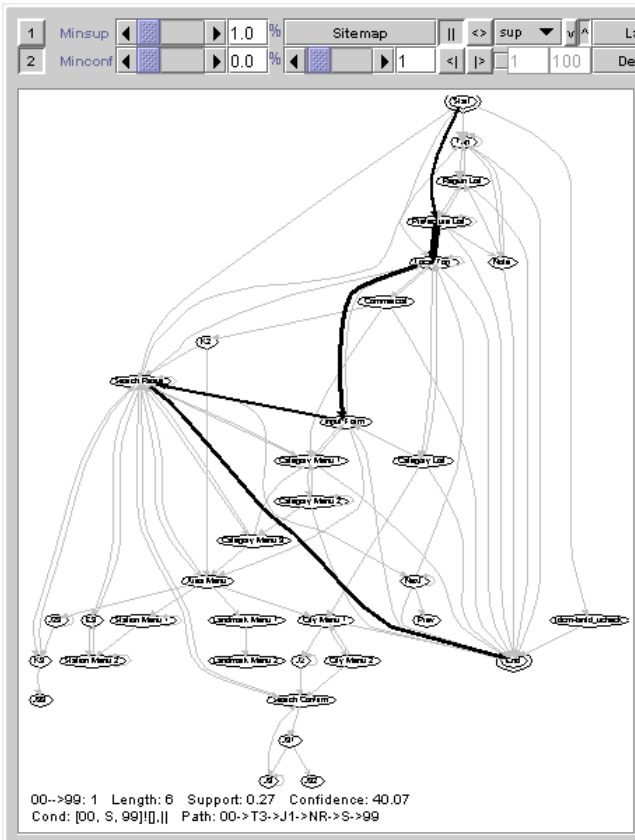 1 Minsup 1.0 % Sitemap || <> sup v ^ La
2 Minconf 0.0 % 1 <| |> 1 100 De
Start
Top
Region List
Prefecture List
Local Top Note
Commercial
K2
Search Result
Input Form
Category Menu 1 Category List
Category Menu 2
Category Menu 3
Area Menu Next
Station Menu 1 Landmark Menu 1 City Menu 1 Prev
Station Menu 2 Landmark Menu 2 City Menu 2 End
Search Confirm
00-->99: 1 Length: 6 Support: 0.27 Confidence: 40.07
Cond: [00, S, 99]![],|| Path: 00->T3->J1->NR->S->99